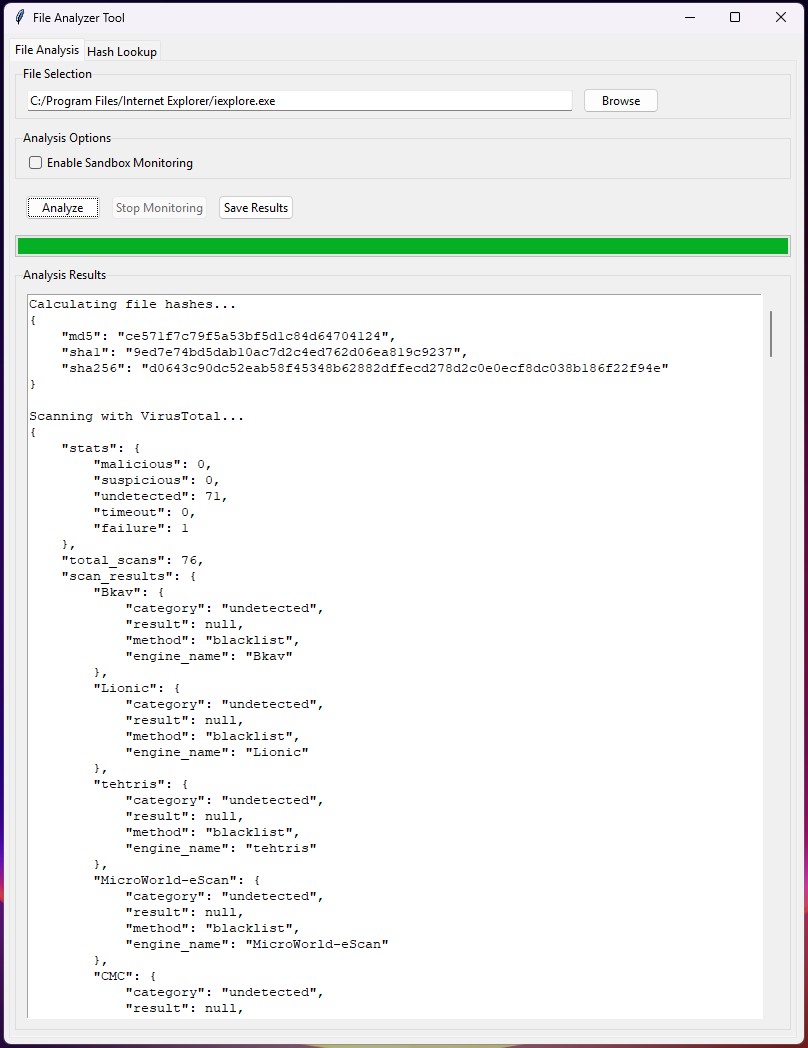 File Analyzer Tool
File Analysis Hash Lookup
File Selection
C:/Program Files/Internet Explorer/iexplore.exe Browse
Analysis Options
Enable Sandbox Monitoring
Analyze Stop Monitoring Save Results
Analysis Results
Calculating file hashes...
{
    "md5": "ce571f7c79f5a53bf5d1c84d64704124",
    "sha1": "9ed7e74bd5dab10ac7d2c4ed762d06ea819c9237",
    "sha256": "d0643c90dc52eab58f45348b62882dffecd278d2c0e0ecf8dc038b186f22f94e"
}

Scanning with VirusTotal...
{
    "stats": {
        "malicious": 0,
        "suspicious": 0,
        "undetected": 71,
        "timeout": 0,
        "failure": 1
    },
    "total_scans": 76,
    "scan_results": {
        "Bkav": {
            "category": "undetected",
            "result": null,
            "method": "blacklist",
            "engine_name": "Bkav"
        },
        "Lionic": {
            "category": "undetected",
            "result": null,
            "method": "blacklist",
            "engine_name": "Lionic"
        },
        "tehtris": {
            "category": "undetected",
            "result": null,
            "method": "blacklist",
            "engine_name": "tehtris"
        },
        "MicroWorld-eScan": {
            "category": "undetected",
            "result": null,
            "method": "blacklist",
            "engine_name": "MicroWorld-eScan"
        },
        "CMC": {
            "category": "undetected",
            "result": null,